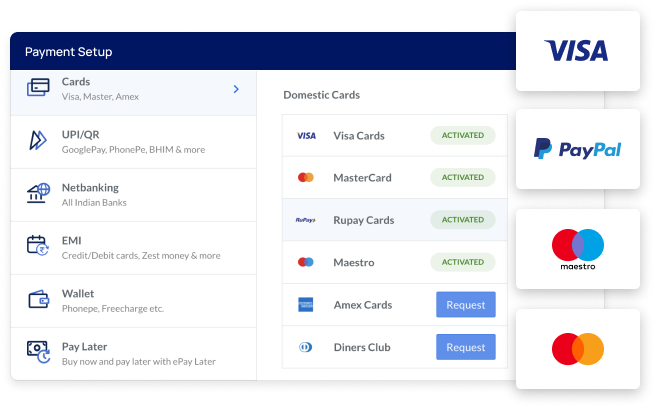 Payment Setup
Cards
Visa, Master, Amex
UPI/QR
GooglePay, PhonePe, BHIM & more
Netbanking
All Indian Banks
EMI
Credit/Debit cards, Zest money & more
Wallet
Phonepe, Freecharge etc.
Pay Later
Buy now and pay later with ePay Later
Domestic Cards
VISA Visa Cards ACTIVATED
MasterCard ACTIVATED
RuPay Rupay Cards ACTIVATED
Maestro ACTIVATED
Amex Cards Request
Diners Club Request
VISA
PayPal
maestro